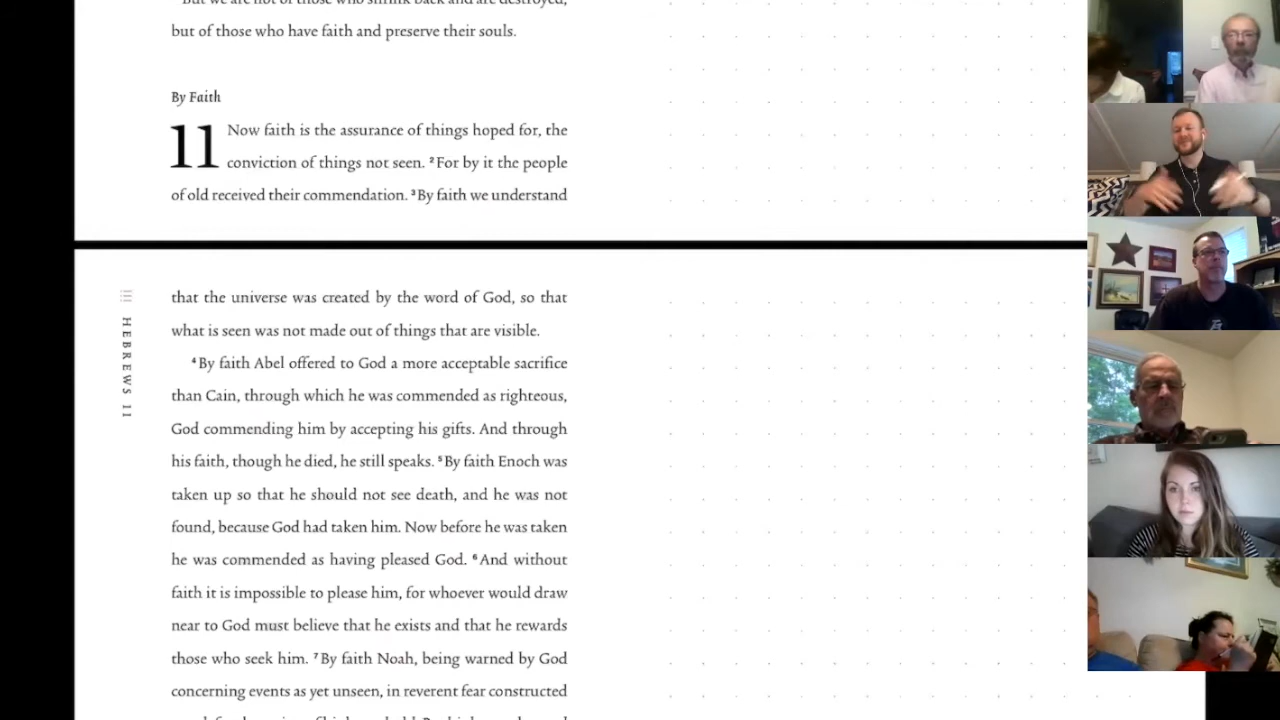 but of those who have faith and preserve their souls.
By Faith
11 Now faith is the assurance of things hoped for, the
conviction of things not seen. ²For by it the people
of old received their commendation. ³By faith we understand
HEBREWS 11
that the universe was created by the word of God, so that
what is seen was not made out of things that are visible.
⁴By faith Abel offered to God a more acceptable sacrifice
than Cain, through which he was commended as righteous,
God commending him by accepting his gifts. And through
his faith, though he died, he still speaks. ⁵By faith Enoch was
taken up so that he should not see death, and he was not
found, because God had taken him. Now before he was taken
he was commended as having pleased God. ⁶And without
faith it is impossible to please him, for whoever would draw
near to God must believe that he exists and that he rewards
those who seek him. ⁷By faith Noah, being warned by God
concerning events as yet unseen, in reverent fear constructed